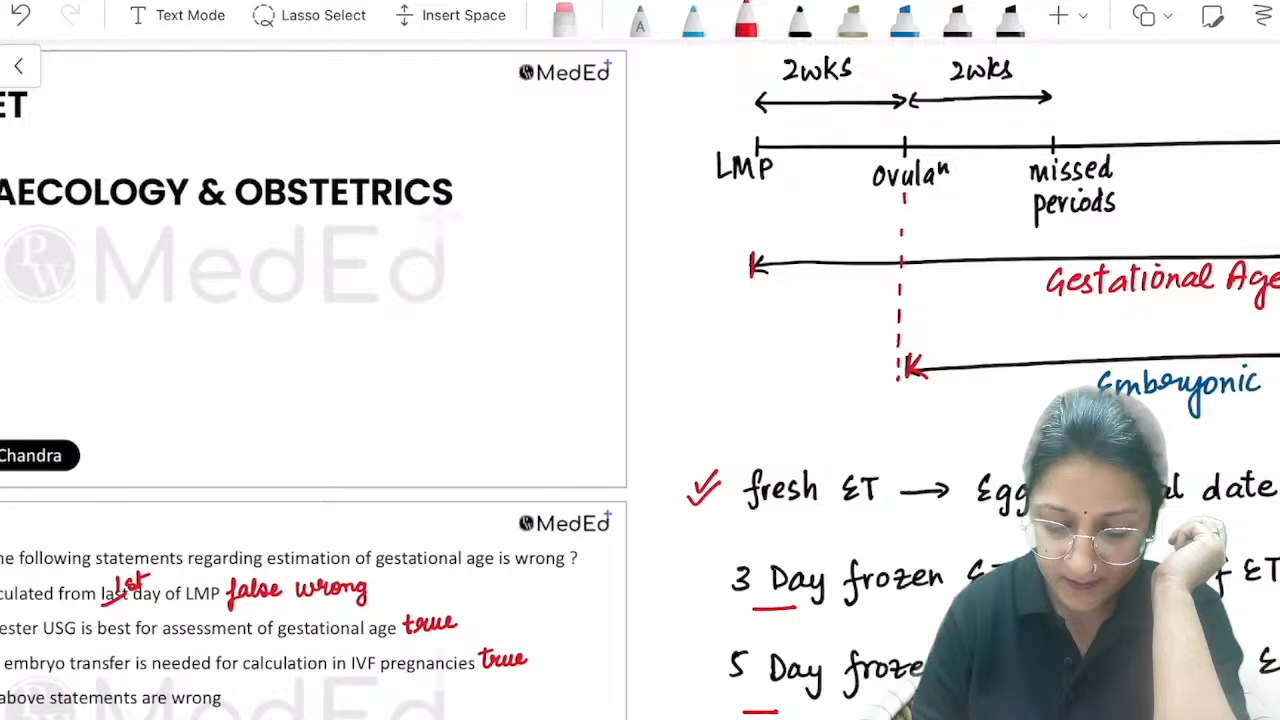 Text Mode
Lasso Select
Insert Space
MedEd
ET
AECOLOGY & OBSTETRICS
MedEd
Chandra
MedEd
he following statements regarding estimation of gestational age is wrong ?
culated from last 1st day of LMP false wrong
ester USG is best for assessment of gestational age true
embryo transfer is needed for calculation in IVF pregnancies true
above statements are wrong
2wks 2wks
LMP ovulaⁿ missed
periods
Gestational Age
Emberyonic
fresh ET → Egg date
3 Day frozen ET
5 Day froze